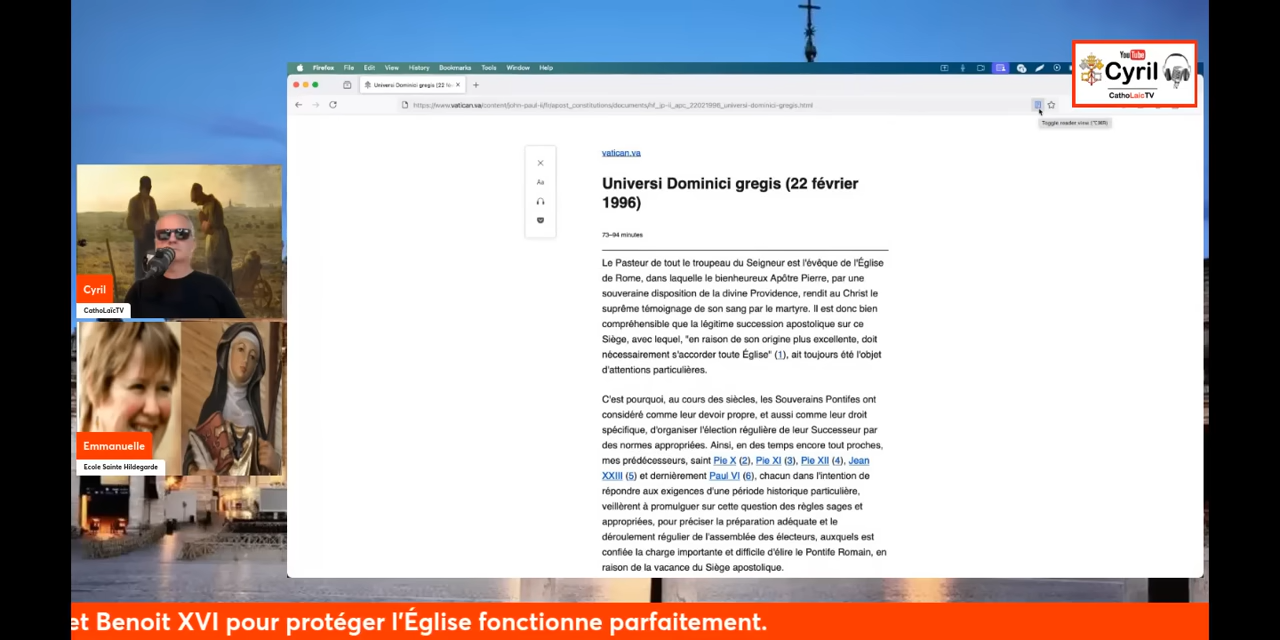 Firefox File Edit View History Bookmarks Tools Window Help
Universi Dominici gregis (22 fé
https://www.vatican.va/content/john-paul-ii/fr/apost_constitutions/documents/hf_jp-ii_apc_22021996_universi-dominici-gregis.html
Toggle reader view
YouTube
Cyril
CathoLaïcTV
vatican.va
Universi Dominici gregis (22 février
1996)
Aa
73–94 minutes
Le Pasteur de tout le troupeau du Seigneur est l'évêque de l'Église
de Rome, dans laquelle le bienheureux Apôtre Pierre, par une
souveraine disposition de la divine Providence, rendit au Christ le
suprême témoignage de son sang par le martyre. Il est donc bien
compréhensible que la légitime succession apostolique sur ce
Siège, avec lequel, "en raison de son origine plus excellente, doit
nécessairement s'accorder toute Église" (1), ait toujours été l'objet
d'attentions particulières.
C'est pourquoi, au cours des siècles, les Souverains Pontifes ont
considéré comme leur devoir propre, et aussi comme leur droit
spécifique, d'organiser l'élection régulière de leur Successeur par
des normes appropriées. Ainsi, en des temps encore tout proches,
mes prédécesseurs, saint Pie X (2), Pie XI (3), Pie XII (4), Jean
XXIII (5) et dernièrement Paul VI (6), chacun dans l'intention de
répondre aux exigences d'une période historique particulière,
veillèrent à promulguer sur cette question des règles sages et
appropriées, pour préciser la préparation adéquate et le
déroulement régulier de l'assemblée des électeurs, auxquels est
confiée la charge importante et difficile d'élire le Pontife Romain, en
raison de la vacance du Siège apostolique.
Cyril
CathoLaïcTV
Emmanuelle
Ecole Sainte Hildegarde
et Benoit XVI pour protéger l'Église fonctionne parfaitement.